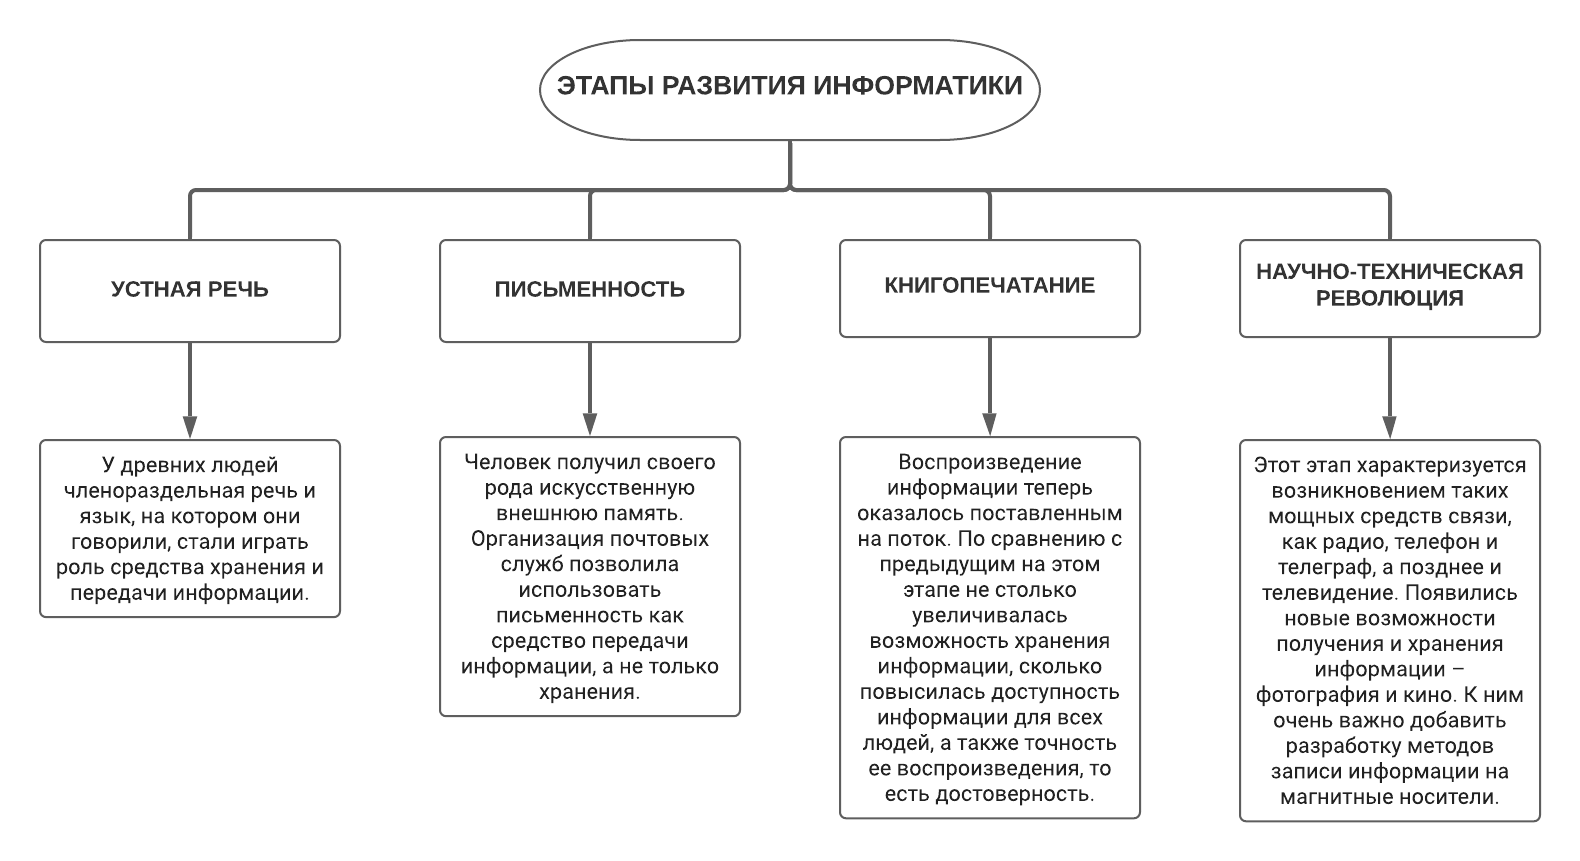 ЭТАПЫ РАЗВИТИЯ ИНФОРМАТИКИ
УСТНАЯ РЕЧЬ
У древних людей
членораздельная речь и
язык, на котором они
говорили, стали играть
роль средства хранения и
передачи информации.
ПИСЬМЕННОСТЬ
Человек получил своего
рода искусственную
внешнюю память.
Организация почтовых
служб позволила
использовать
письменность как
средство передачи
информации, а не только
хранения.
КНИГОПЕЧАТАНИЕ
Воспроизведение
информации теперь
оказалось поставленным
на поток. По сравнению с
предыдущим на этом
этапе не столько
увеличивалась
возможность хранения
информации, сколько
повысилась доступность
информации для всех
людей, а также точность
ее воспроизведения, то
есть достоверность.
НАУЧНО-ТЕХНИЧЕСКАЯ
РЕВОЛЮЦИЯ
Этот этап характеризуется
возникновением таких
мощных средств связи,
как радио, телефон и
телеграф, а позднее и
телевидение. Появились
новые возможности
получения и хранения
информации –
фотография и кино. К ним
очень важно добавить
разработку методов
записи информации на
магнитные носители.